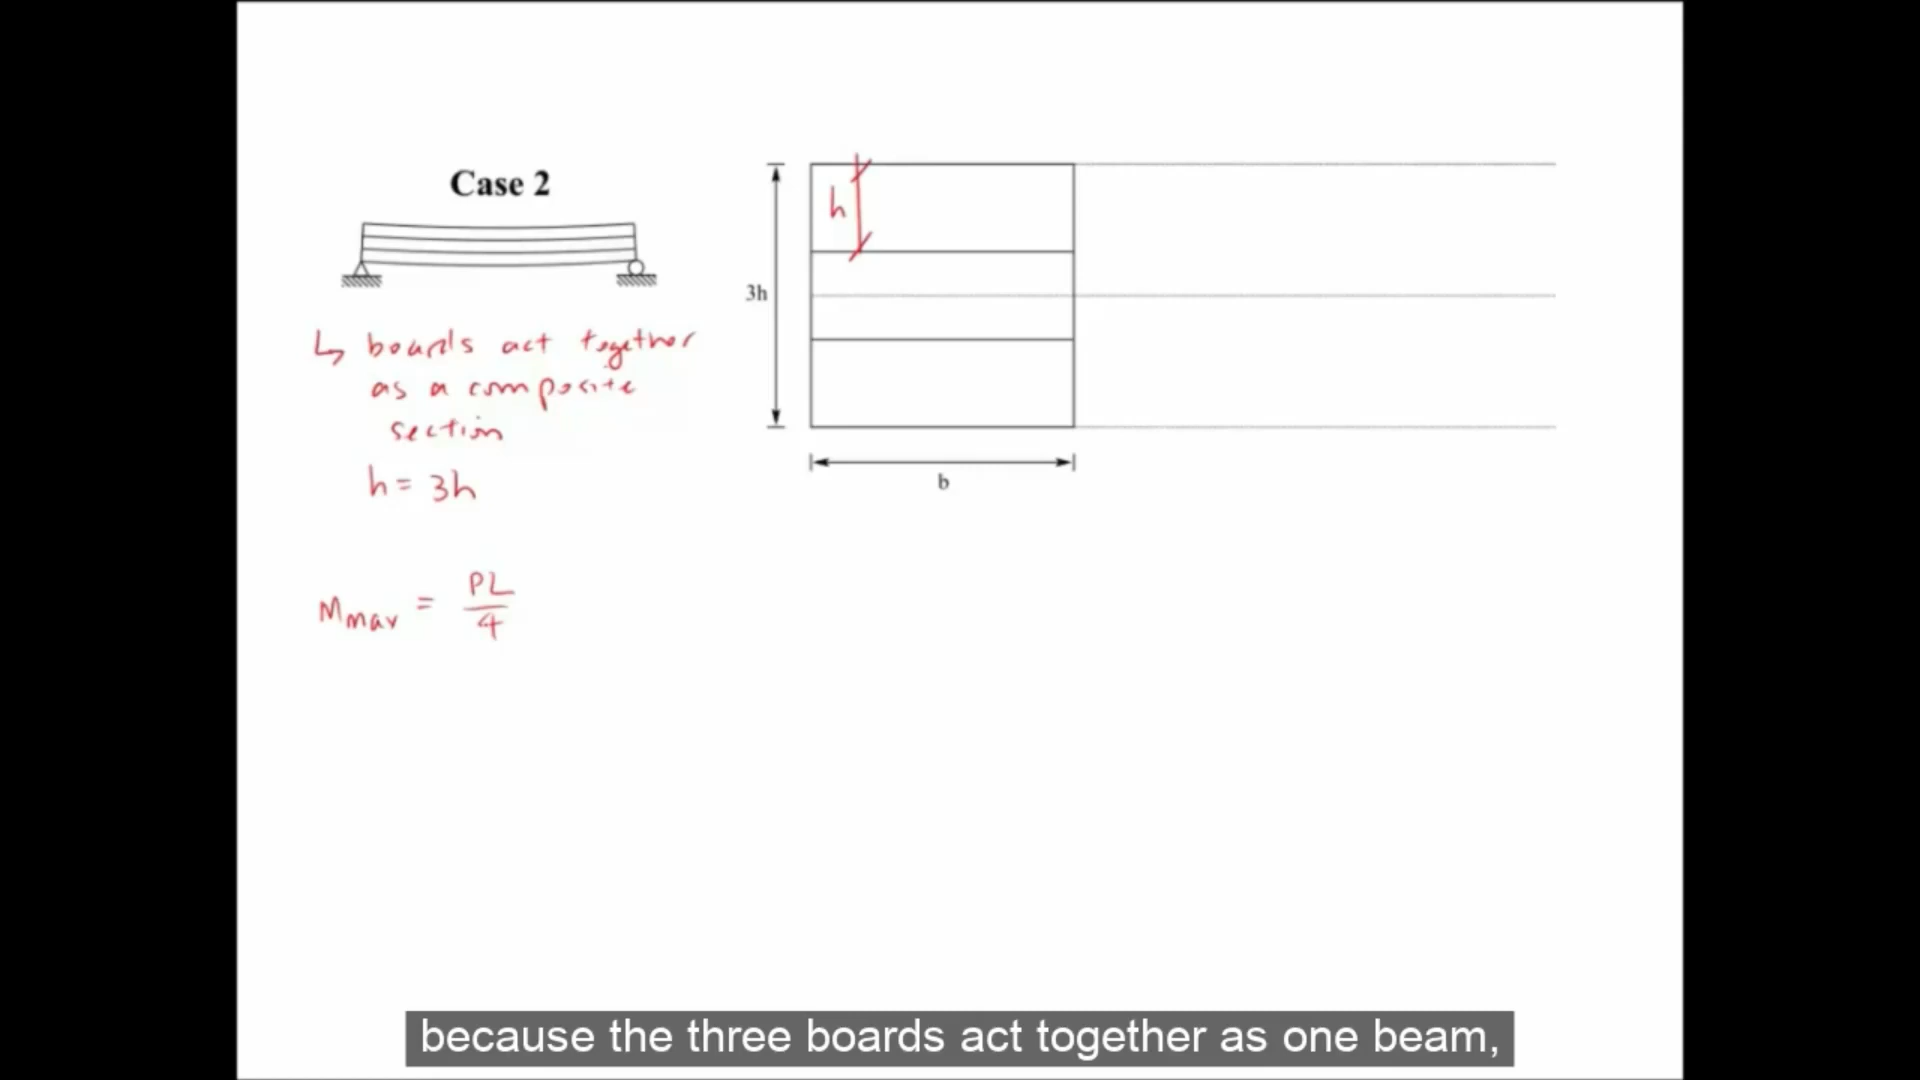 Case 2
h
3h
b
↳ boards act together
as a composite
section
h = 3h
Mmax = PL/4
because the three boards act together as one beam,